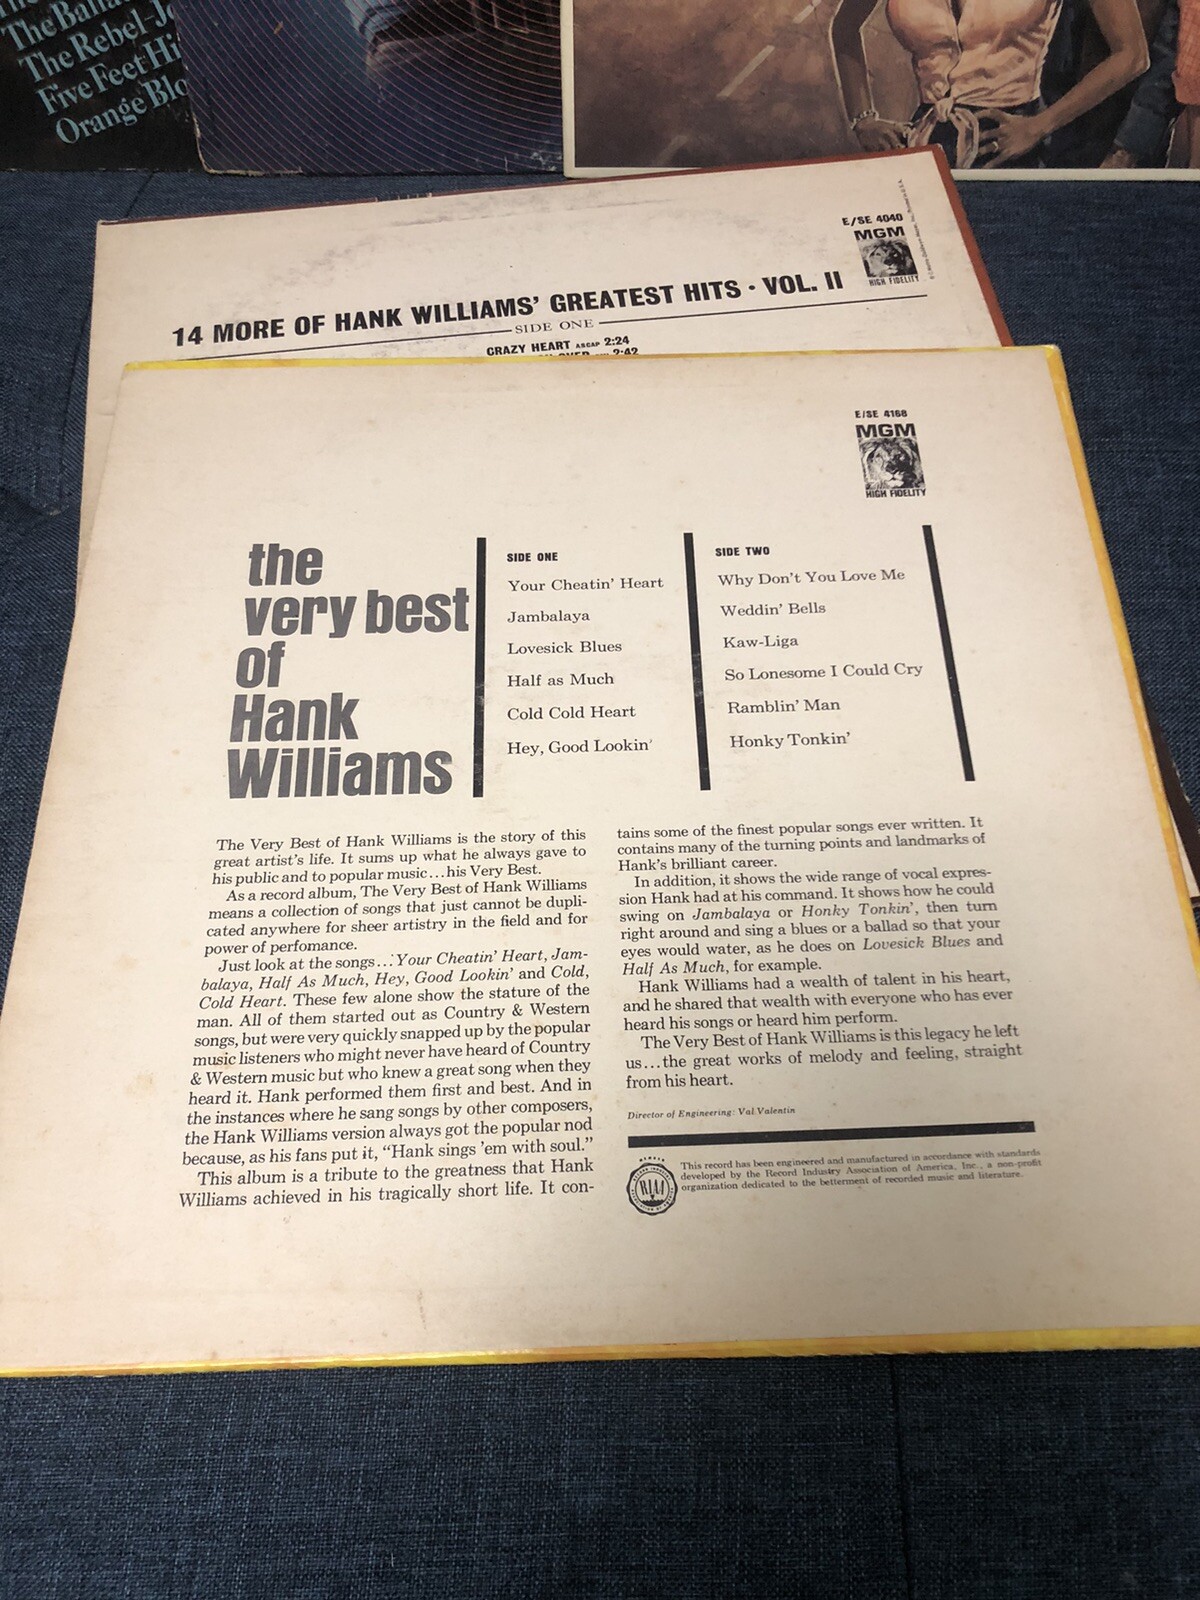 The Balla
The Rebel-Jo
Five Feet Hi
Orange Blo
E/SE 4040
MGM
HIGH FIDELITY
14 MORE OF HANK WILLIAMS' GREATEST HITS · VOL. II
SIDE ONE
CRAZY HEART ASCAP 2:24
2:42
E/SE 4168
MGM
HIGH FIDELITY
the
very best
of
Hank
Williams
SIDE ONE
Your Cheatin' Heart
Jambalaya
Lovesick Blues
Half as Much
Cold Cold Heart
Hey, Good Lookin'
SIDE TWO
Why Don't You Love Me
Weddin' Bells
Kaw-Liga
So Lonesome I Could Cry
Ramblin' Man
Honky Tonkin'
The Very Best of Hank Williams is the story of this
great artist's life. It sums up what he always gave to
his public and to popular music...his Very Best.
As a record album, The Very Best of Hank Williams
means a collection of songs that just cannot be dupli-
cated anywhere for sheer artistry in the field and for
power of perfomance.
Just look at the songs...Your Cheatin' Heart, Jam-
balaya, Half As Much, Hey, Good Lookin' and Cold,
Cold Heart. These few alone show the stature of the
man. All of them started out as Country & Western
songs, but were very quickly snapped up by the popular
music listeners who might never have heard of Country
& Western music but who knew a great song when they
heard it. Hank performed them first and best. And in
the instances where he sang songs by other composers,
the Hank Williams version always got the popular nod
because, as his fans put it, "Hank sings 'em with soul."
This album is a tribute to the greatness that Hank
Williams achieved in his tragically short life. It con-
tains some of the finest popular songs ever written. It
contains many of the turning points and landmarks of
Hank's brilliant career.
In addition, it shows the wide range of vocal expres-
sion Hank had at his command. It shows how he could
swing on Jambalaya or Honky Tonkin', then turn
right around and sing a blues or a ballad so that your
eyes would water, as he does on Lovesick Blues and
Half As Much, for example.
Hank Williams had a wealth of talent in his heart,
and he shared that wealth with everyone who has ever
heard his songs or heard him perform.
The Very Best of Hank Williams is this legacy he left
us...the great works of melody and feeling, straight
from his heart.
Director of Engineering: Val Valentin
RIAA
This record has been engineered and manufactured in accordance with standards
developed by the Record Industry Association of America, Inc., a non-profit
organization dedicated to the betterment of recorded music and literature.